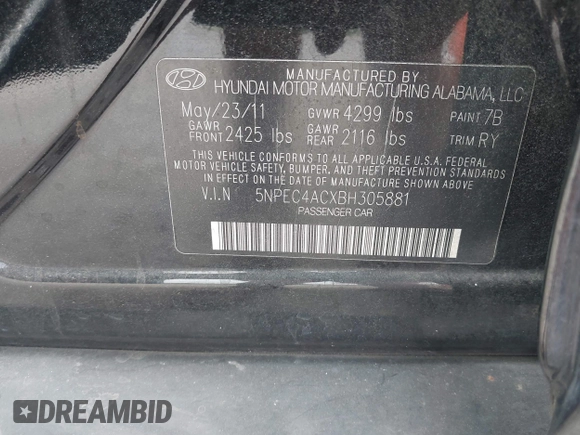 MANUFACTURED BY
HYUNDAI MOTOR MANUFACTURING ALABAMA, LLC
May/23/11 GVWR 4299 lbs PAINT 7B
GAWR FRONT 2425 lbs GAWR REAR 2116 lbs TRIM RY
THIS VEHICLE CONFORMS TO ALL APPLICABLE U.S.A. FEDERAL
MOTOR VEHICLE SAFETY, BUMPER, AND THEFT PREVENTION STANDARDS
IN EFFECT ON THE DATE OF MANUFACTURE SHOWN ABOVE.
V.I.N 5NPEC4ACXBH305881
PASSENGER CAR
DREAMBID